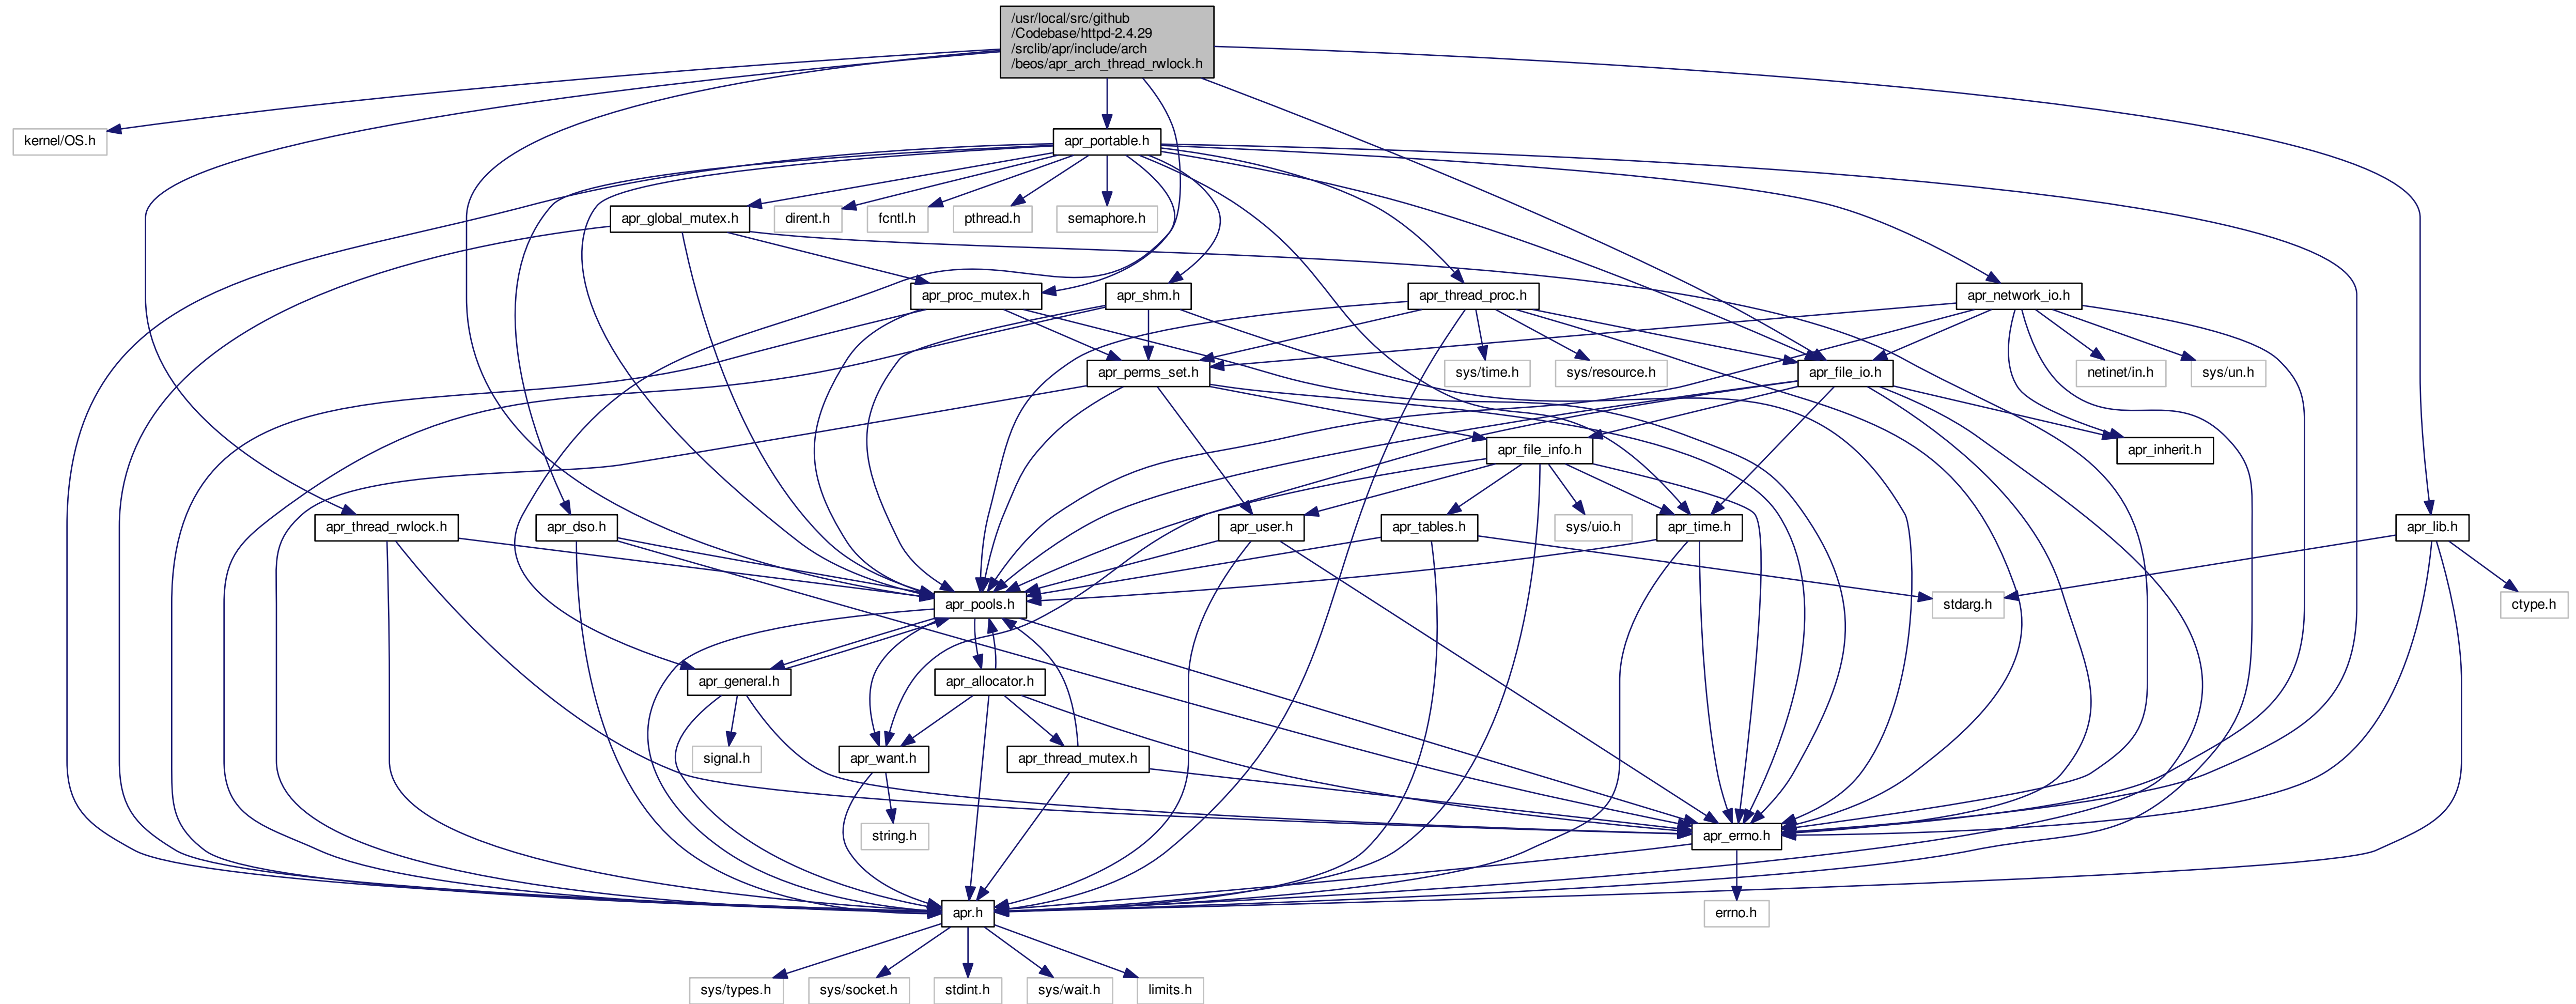 /usr/local/src/github
/Codebase/httpd-2.4.29
/srclib/apr/include/arch
/beos/apr_arch_thread_rwlock.h
kernel/OS.h
apr_portable.h
apr_global_mutex.h
dirent.h
fcntl.h
pthread.h
semaphore.h
apr_proc_mutex.h
apr_shm.h
apr_thread_proc.h
apr_network_io.h
apr_perms_set.h
sys/time.h
sys/resource.h
apr_file_io.h
netinet/in.h
sys/un.h
apr_file_info.h
apr_inherit.h
apr_thread_rwlock.h
apr_dso.h
apr_user.h
apr_tables.h
sys/uio.h
apr_time.h
apr_lib.h
apr_pools.h
stdarg.h
ctype.h
apr_general.h
apr_allocator.h
signal.h
apr_want.h
apr_thread_mutex.h
string.h
apr_errno.h
apr.h
errno.h
sys/types.h
sys/socket.h
stdint.h
sys/wait.h
limits.h